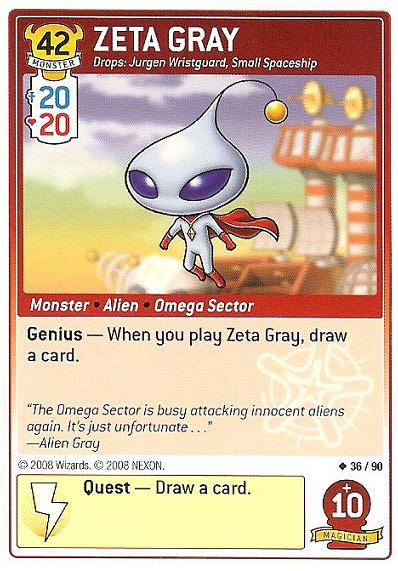 42
MONSTER
ZETA GRAY
Drops: Jurgen Wristguard, Small Spaceship
20
20
Monster • Alien • Omega Sector
Genius — When you play Zeta Gray, draw
a card.
"The Omega Sector is busy attacking innocent aliens
again. It's just unfortunate . . ."
—Alien Gray
© 2008 Wizards. © 2008 NEXON.
◆ 36 / 90
Quest — Draw a card.
+
10
MAGICIAN